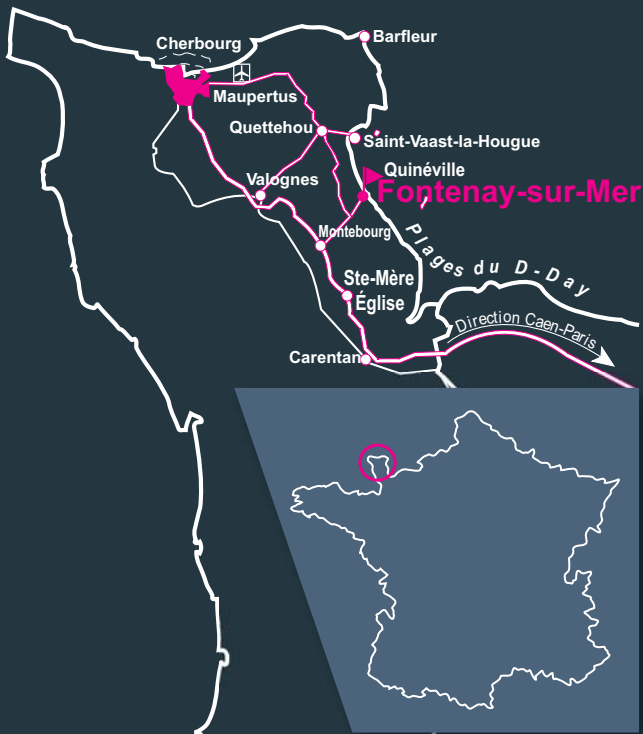 Cherbourg
Barfleur
Maupertus
Quettehou
Saint-Vaast-la-Hougue
Quinéville
Valognes
Fontenay-sur-Mer
Montebourg
Plages du D-Day
Ste-Mère
Église
Direction Caen-Paris
Carentan